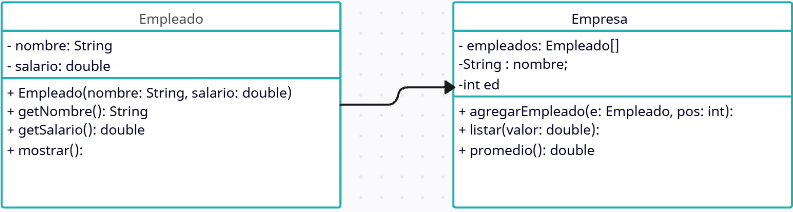 Empleado
- nombre: String
- salario: double
+ Empleado(nombre: String, salario: double)
+ getNombre(): String
+ getSalario(): double
+ mostrar():
Empresa
- empleados: Empleado[]
-String : nombre;
-int ed
+ agregarEmpleado(e: Empleado, pos: int):
+ listar(valor: double):
+ promedio(): double